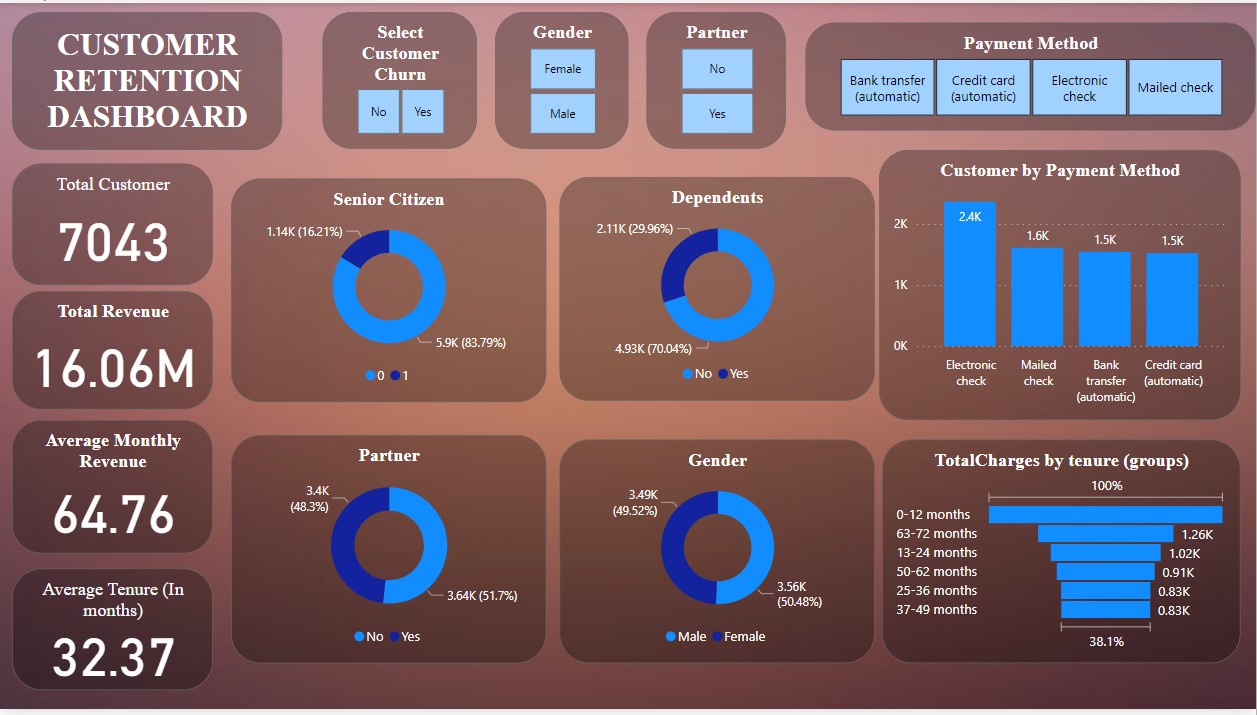 CUSTOMER
RETENTION
DASHBOARD
Select
Customer
Churn
No
Yes
Gender
Female
Male
Partner
No
Yes
Payment Method
Bank transfer
(automatic)
Credit card
(automatic)
Electronic
check
Mailed check
Total Customer
7043
Total Revenue
16.06M
Average Monthly
Revenue
64.76
Average Tenure (In
months)
32.37
Senior Citizen
1.14K (16.21%)
5.9K (83.79%)
0 1
Dependents
2.11K (29.96%)
4.93K (70.04%)
No Yes
Customer by Payment Method
2K
1K
0K
2.4K
1.6K
1.5K
1.5K
Electronic
check
Mailed
check
Bank
transfer
(automatic)
Credit card
(automatic)
Partner
3.4K
(48.3%)
3.64K (51.7%)
No Yes
Gender
3.49K
(49.52%)
3.56K
(50.48%)
Male Female
TotalCharges by tenure (groups)
100%
0-12 months
63-72 months 1.26K
13-24 months 1.02K
50-62 months 0.91K
25-36 months 0.83K
37-49 months 0.83K
38.1%